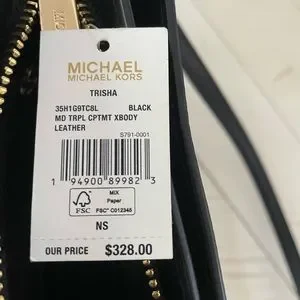 MICHAEL
MICHAEL KORS
TRISHA
35H1G9TC8L BLACK
MD TRPL CPTMT XBODY
LEATHER
S791-0001
1 94900 89982 3
FSC
MIX
Paper
FSC® C012345
NS
OUR PRICE $328.00